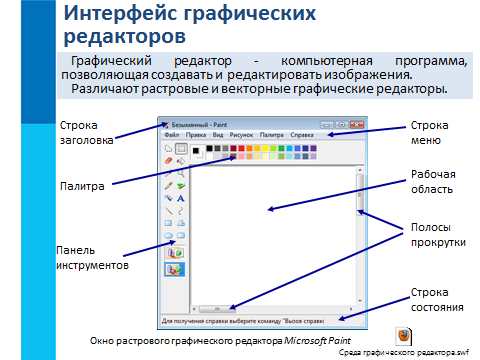 Интерфейс графических
редакторов
Графический редактор - компьютерная программа,
позволяющая создавать и редактировать изображения.
Различают растровые и векторные графические редакторы.
Строка
заголовка
Палитра
Панель
инструментов
Безымянный - Paint
Файл Правка Вид Рисунок Палитра Справка
A
Для получения справки выберите команду "Вызов справки
Строка
меню
Рабочая
область
Полосы
прокрутки
Строка
состояния
Окно растрового графического редактора Microsoft Paint
Среда графического редактора.swf